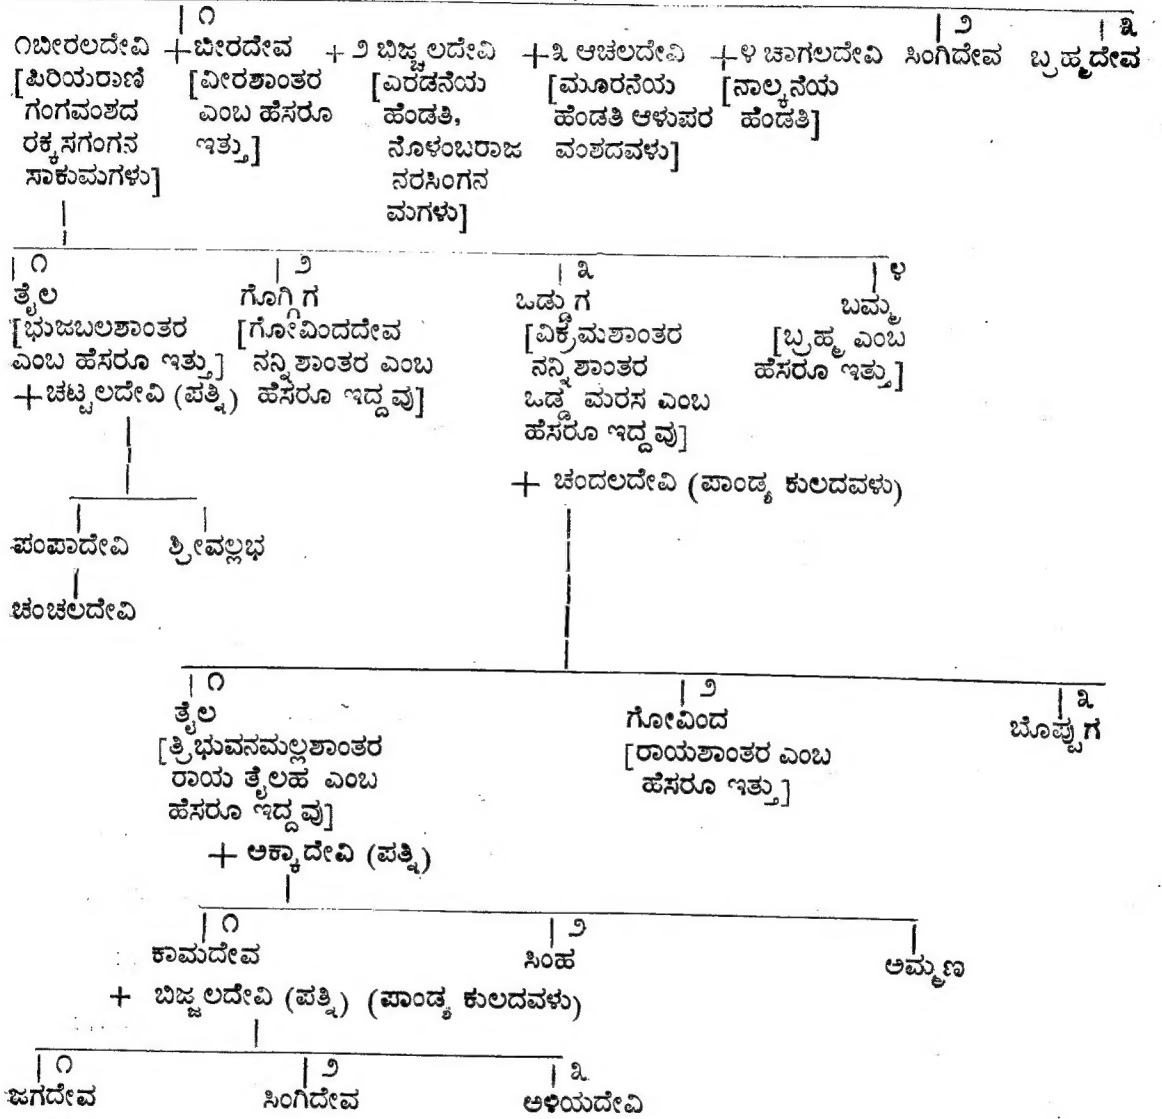 ೧ ೨ ೩
೧ಬೀರಲದೇವಿ + ಬೀರದೇವ + ೨ ಬಿಜ್ಜಲದೇವಿ + ೩ ಆಚಲದೇವಿ + ೪ ಚಾಗಲದೇವಿ ಸಿಂಗಿದೇವ ಬ್ರಹ್ಮದೇವ
[ಪಿರಿಯರಾಣಿ [ವೀರಶಾಂತರ [ಎರಡನೆಯ [ಮೂರನೆಯ [ನಾಲ್ಕನೆಯ
ಗಂಗವಂಶದ ಎಂಬ ಹೆಸರೂ ಹೆಂಡತಿ, ಹೆಂಡತಿ ಆಳುಪರ ಹೆಂಡತಿ]
ರಕ್ಕಸಗಂಗನ ಇತ್ತು] ನೊಳಂಬರಾಜ ವಂಶದವಳು]
ಸಾಕುಮಗಳು] ನರಸಿಂಗನ
ಮಗಳು]
೧ ೨ ೩ ೪
ತೈಲ ಗೊಗ್ಗಿಗ ಒಡ್ಡುಗ ಬಮ್ಮ
[ಭುಜಬಲಶಾಂತರ [ಗೋವಿಂದದೇವ [ವಿಕ್ರಮಶಾಂತರ [ಬ್ರಹ್ಮ ಎಂಬ
ಎಂಬ ಹೆಸರೂ ಇತ್ತು] ನನ್ನಿಶಾಂತರ ಎಂಬ ನನ್ನಿಶಾಂತರ ಹೆಸರೂ ಇತ್ತು]
+ ಚಟ್ಟಲದೇವಿ (ಪತ್ನಿ) ಹೆಸರೂ ಇದ್ದವು] ಒಡ್ಡಮರಸ ಎಂಬ
ಹೆಸರೂ ಇದ್ದವು]
+ ಚಂದಲದೇವಿ (ಪಾಂಡ್ಯ ಕುಲದವಳು)
ಪಂಪಾದೇವಿ ಶ್ರೀವಲ್ಲಭ
ಚಂಚಲದೇವಿ
೧ ೨ ೩
ತೈಲ ಗೋವಿಂದ ಬೊಪ್ಪುಗ
[ತ್ರಿಭುವನಮಲ್ಲಶಾಂತರ [ರಾಯಶಾಂತರ ಎಂಬ
ರಾಯ ತೈಲಹ ಎಂಬ ಹೆಸರೂ ಇತ್ತು]
ಹೆಸರೂ ಇದ್ದವು]
+ ಅಕ್ಕಾದೇವಿ (ಪತ್ನಿ)
೧ ೨
ಕಾಮದೇವ ಸಿಂಹ ಅಮ್ಮಣ
+ ಬಿಜ್ಜಲದೇವಿ (ಪತ್ನಿ) (ಪಾಂಡ್ಯ ಕುಲದವಳು)
೧ ೨ ೩
ಜಗದೇವ ಸಿಂಗಿದೇವ ಅಳಿಯದೇವಿ